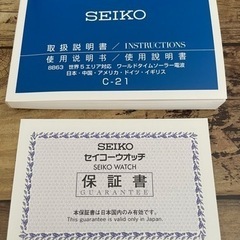 SEIKO
取扱説明書／INSTRUCTIONS
使用说明书／使用說明書
8B63 世界5エリア対応 ワールドタイムソーラー電波
日本・中国・アメリカ・ドイツ・イギリス
C-21
SEIKO
セイコーウオッチ
SEIKO WATCH
保証書
GUARANTEE
本保証書は日本国内のみ有効です。
This guarantee is valid only in Japan.